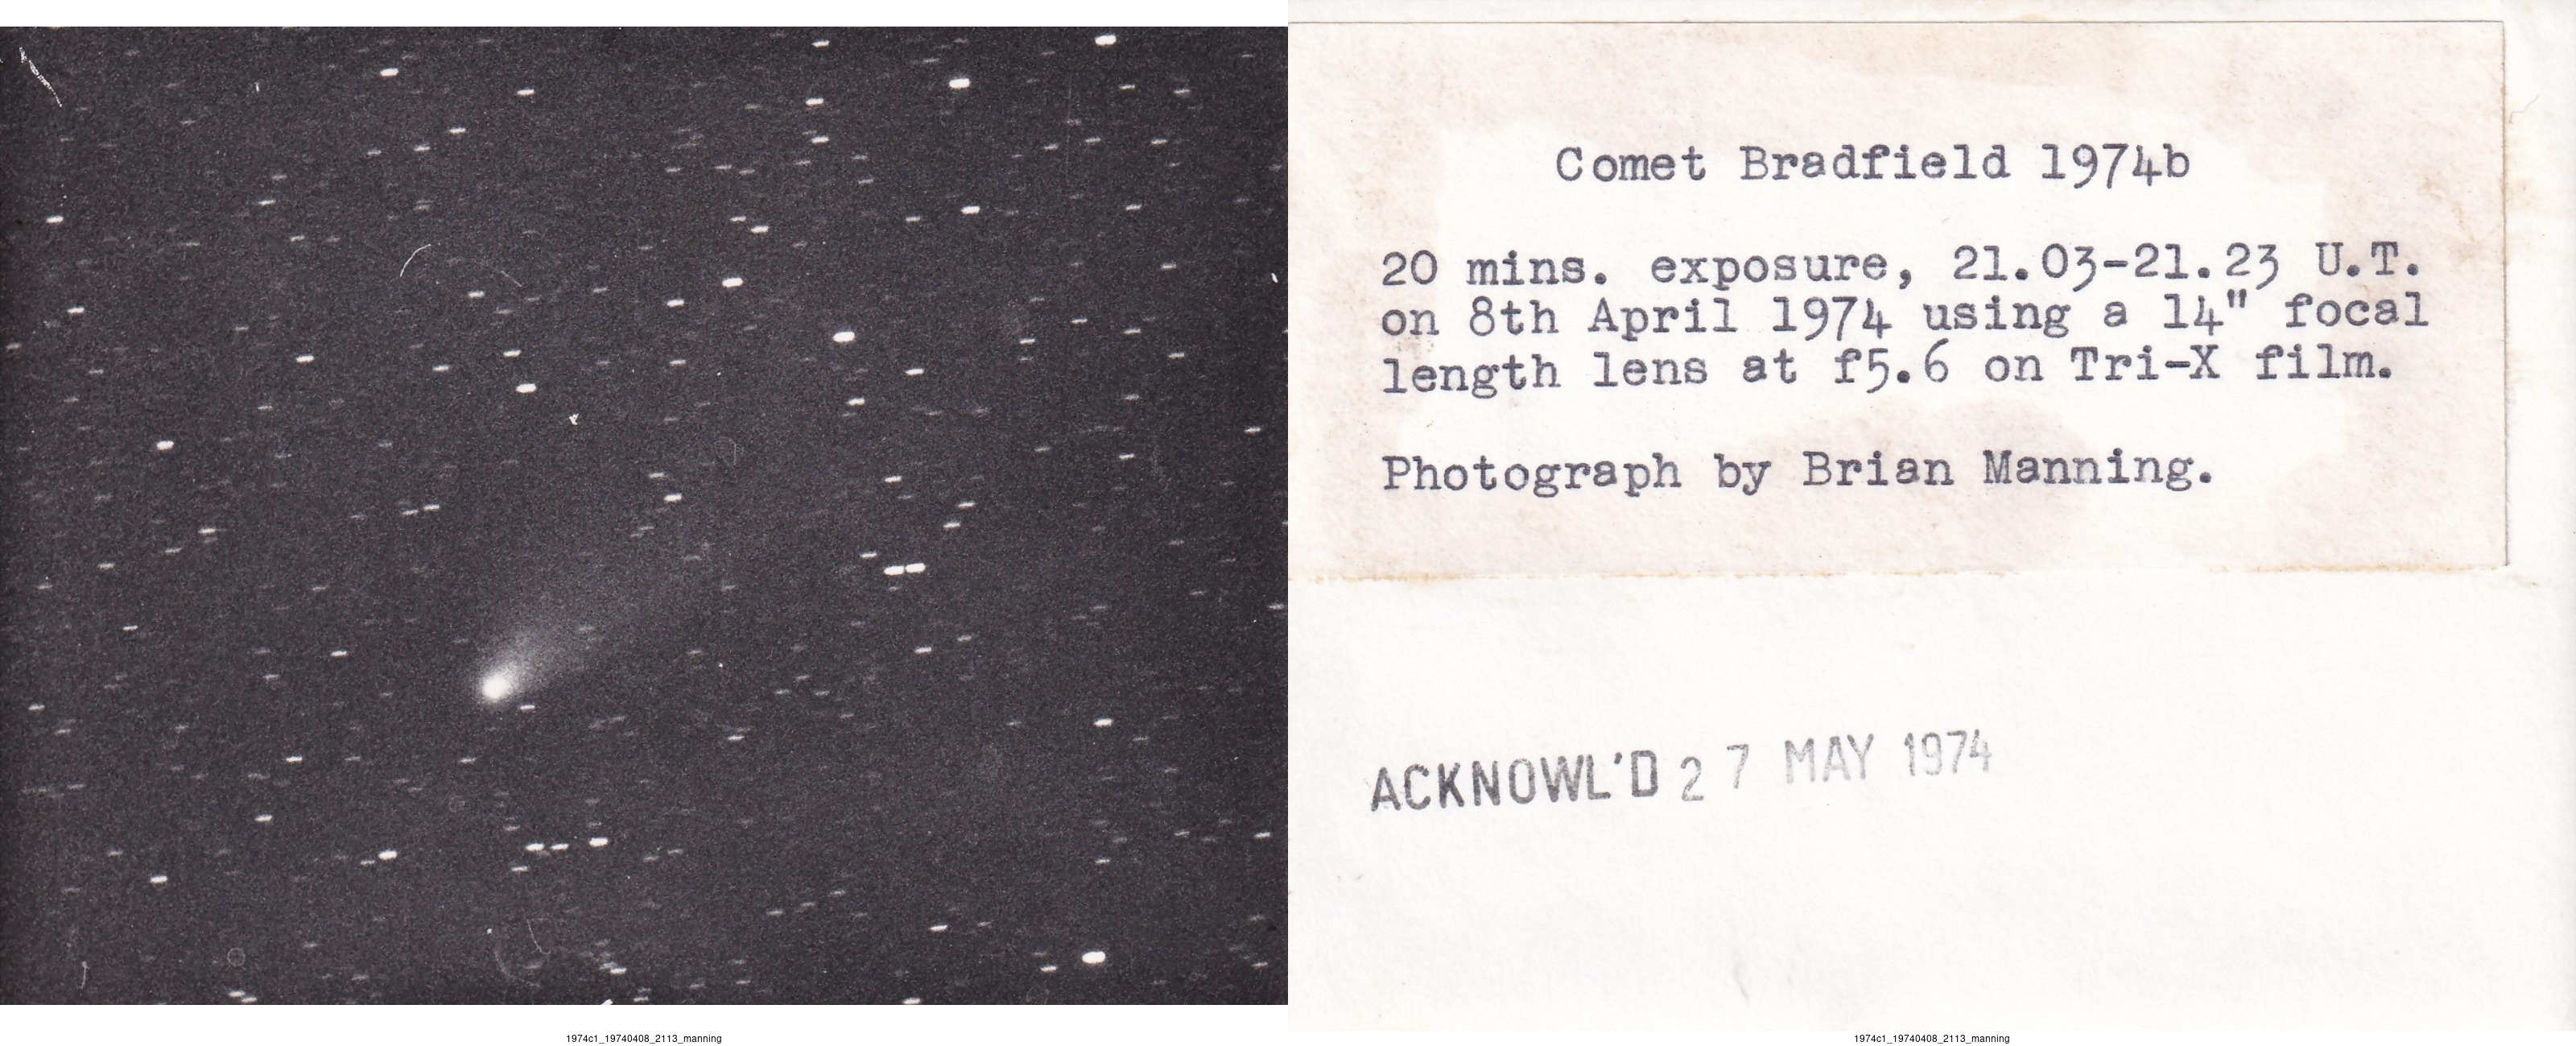 Comet Bradfield 1974b
20 mins. exposure, 21.03-21.23 U.T.
on 8th April 1974 using a 14" focal
length lens at f5.6 on Tri-X film.
Photograph by Brian Manning.
ACKNOWL'D 27 MAY 1974
1974c1_19740408_2113_manning
1974c1_19740408_2113_manning